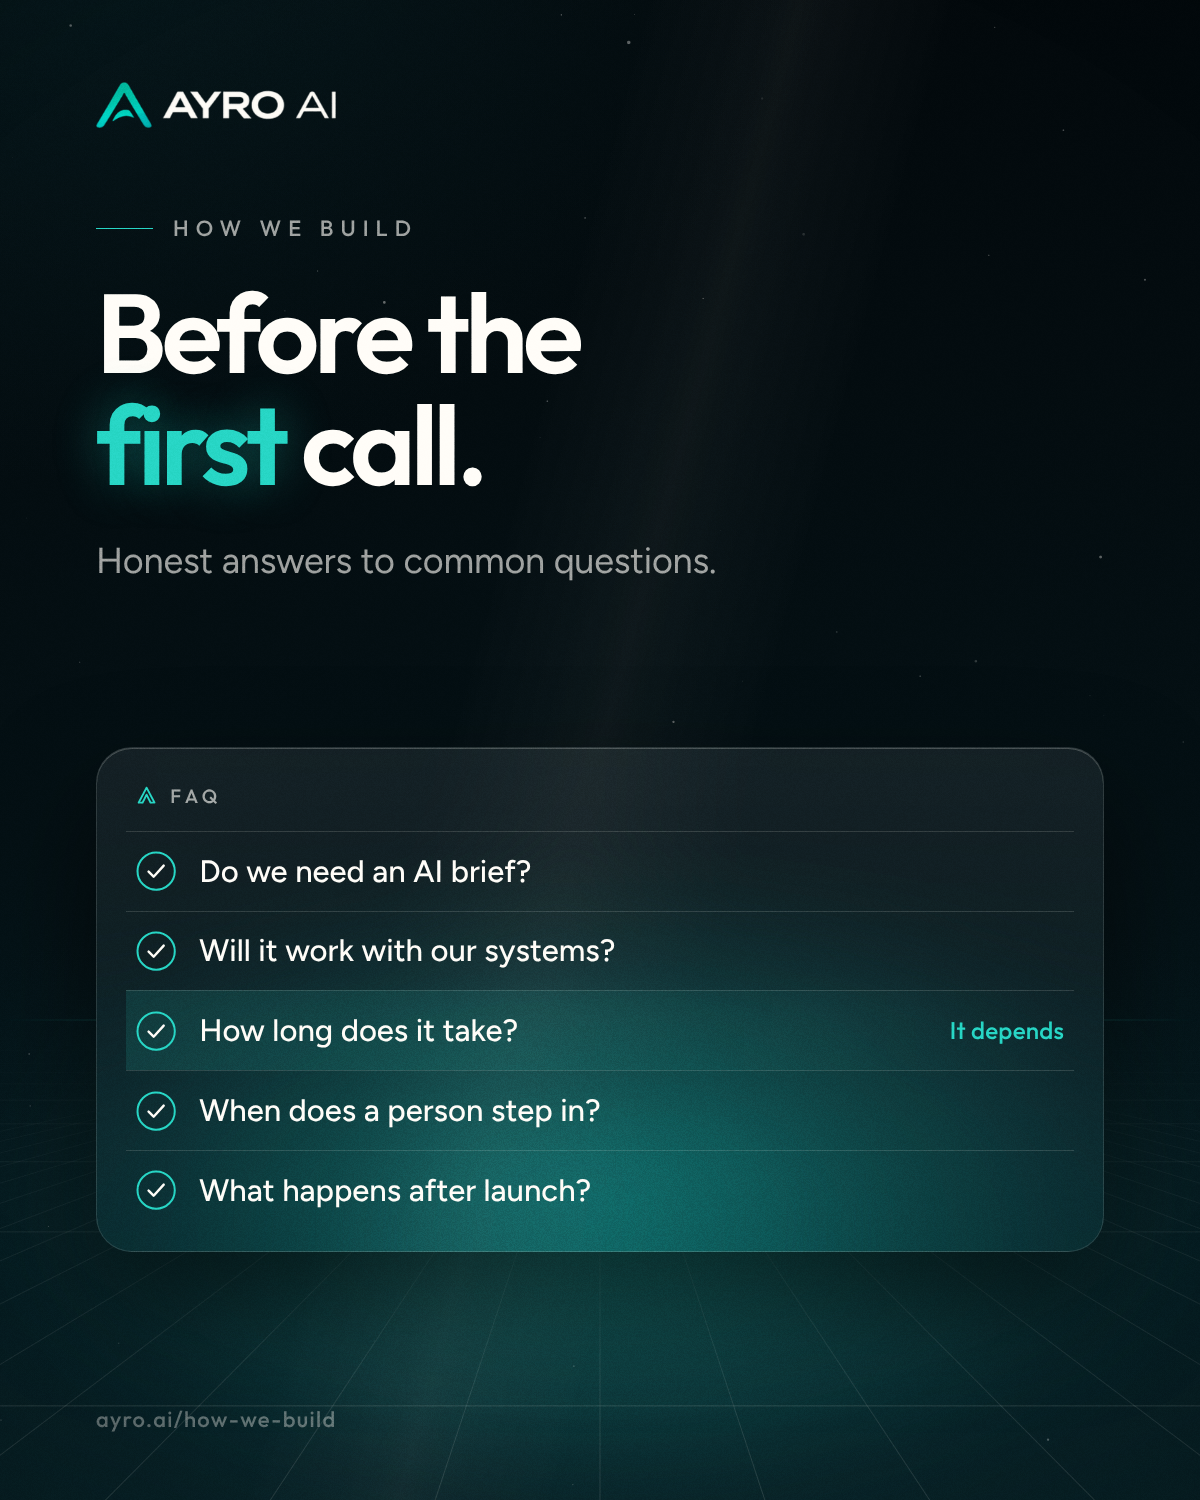 AYRO AI
HOW WE BUILD
Before the
first call.
Honest answers to common questions.
FAQ
Do we need an AI brief?
Will it work with our systems?
How long does it take?
It depends
When does a person step in?
What happens after launch?
ayro.ai/how-we-build